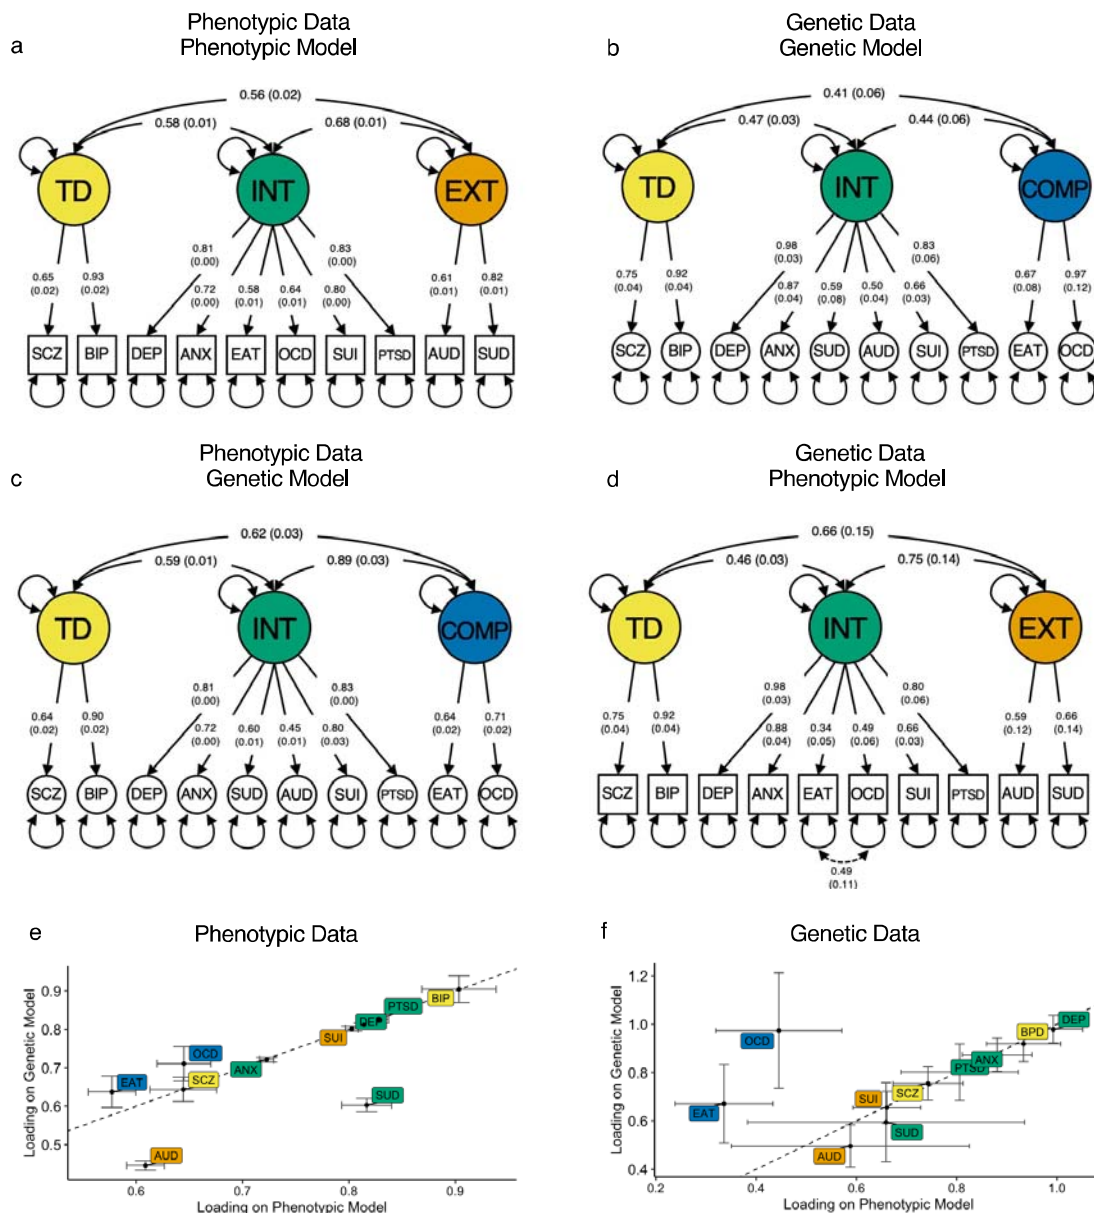 Phenotypic Data
Phenotypic Model
a
0.56 (0.02)
0.58 (0.01)
0.68 (0.01)
TD
INT
EXT
0.65
(0.02)
0.93
(0.02)
0.81
(0.00)
0.72
(0.00)
0.58
(0.01)
0.64
(0.01)
0.80
(0.00)
0.83
(0.00)
0.61
(0.01)
0.82
(0.01)
SCZ
BIP
DEP
ANX
EAT
OCD
SUI
PTSD
AUD
SUD
Genetic Data
Genetic Model
b
0.41 (0.06)
0.47 (0.03)
0.44 (0.06)
TD
INT
COMP
0.75
(0.04)
0.92
(0.04)
0.98
(0.03)
0.87
(0.04)
0.59
(0.08)
0.50
(0.04)
0.66
(0.03)
0.83
(0.06)
0.67
(0.08)
0.97
(0.12)
SCZ
BIP
DEP
ANX
SUD
AUD
SUI
PTSD
EAT
OCD
Phenotypic Data
Genetic Model
c
0.62 (0.03)
0.59 (0.01)
0.89 (0.03)
TD
INT
COMP
0.64
(0.02)
0.90
(0.02)
0.81
(0.00)
0.72
(0.00)
0.60
(0.01)
0.45
(0.01)
0.80
(0.03)
0.83
(0.00)
0.64
(0.02)
0.71
(0.02)
SCZ
BIP
DEP
ANX
SUD
AUD
SUI
PTSD
EAT
OCD
Genetic Data
Phenotypic Model
d
0.66 (0.15)
0.46 (0.03)
0.75 (0.14)
TD
INT
EXT
0.75
(0.04)
0.92
(0.04)
0.98
(0.03)
0.88
(0.04)
0.34
(0.05)
0.49
(0.06)
0.66
(0.03)
0.80
(0.06)
0.59
(0.12)
0.66
(0.14)
SCZ
BIP
DEP
ANX
EAT
OCD
SUI
PTSD
AUD
SUD
0.49
(0.11)
e
Phenotypic Data
Loading on Genetic Model
0.9
0.8
0.7
0.6
0.5
BIP
PTSD
DEP
SUI
OCD
ANX
SCZ
EAT
SUD
AUD
0.6
0.7
0.8
0.9
Loading on Phenotypic Model
f
Genetic Data
Loading on Genetic Model
1.2
1.0
0.8
0.6
0.4
DEP
BPD
OCD
ANX
PTSD
SCZ
SUI
EAT
SUD
AUD
0.2
0.4
0.6
0.8
1.0
Loading on Phenotypic Model